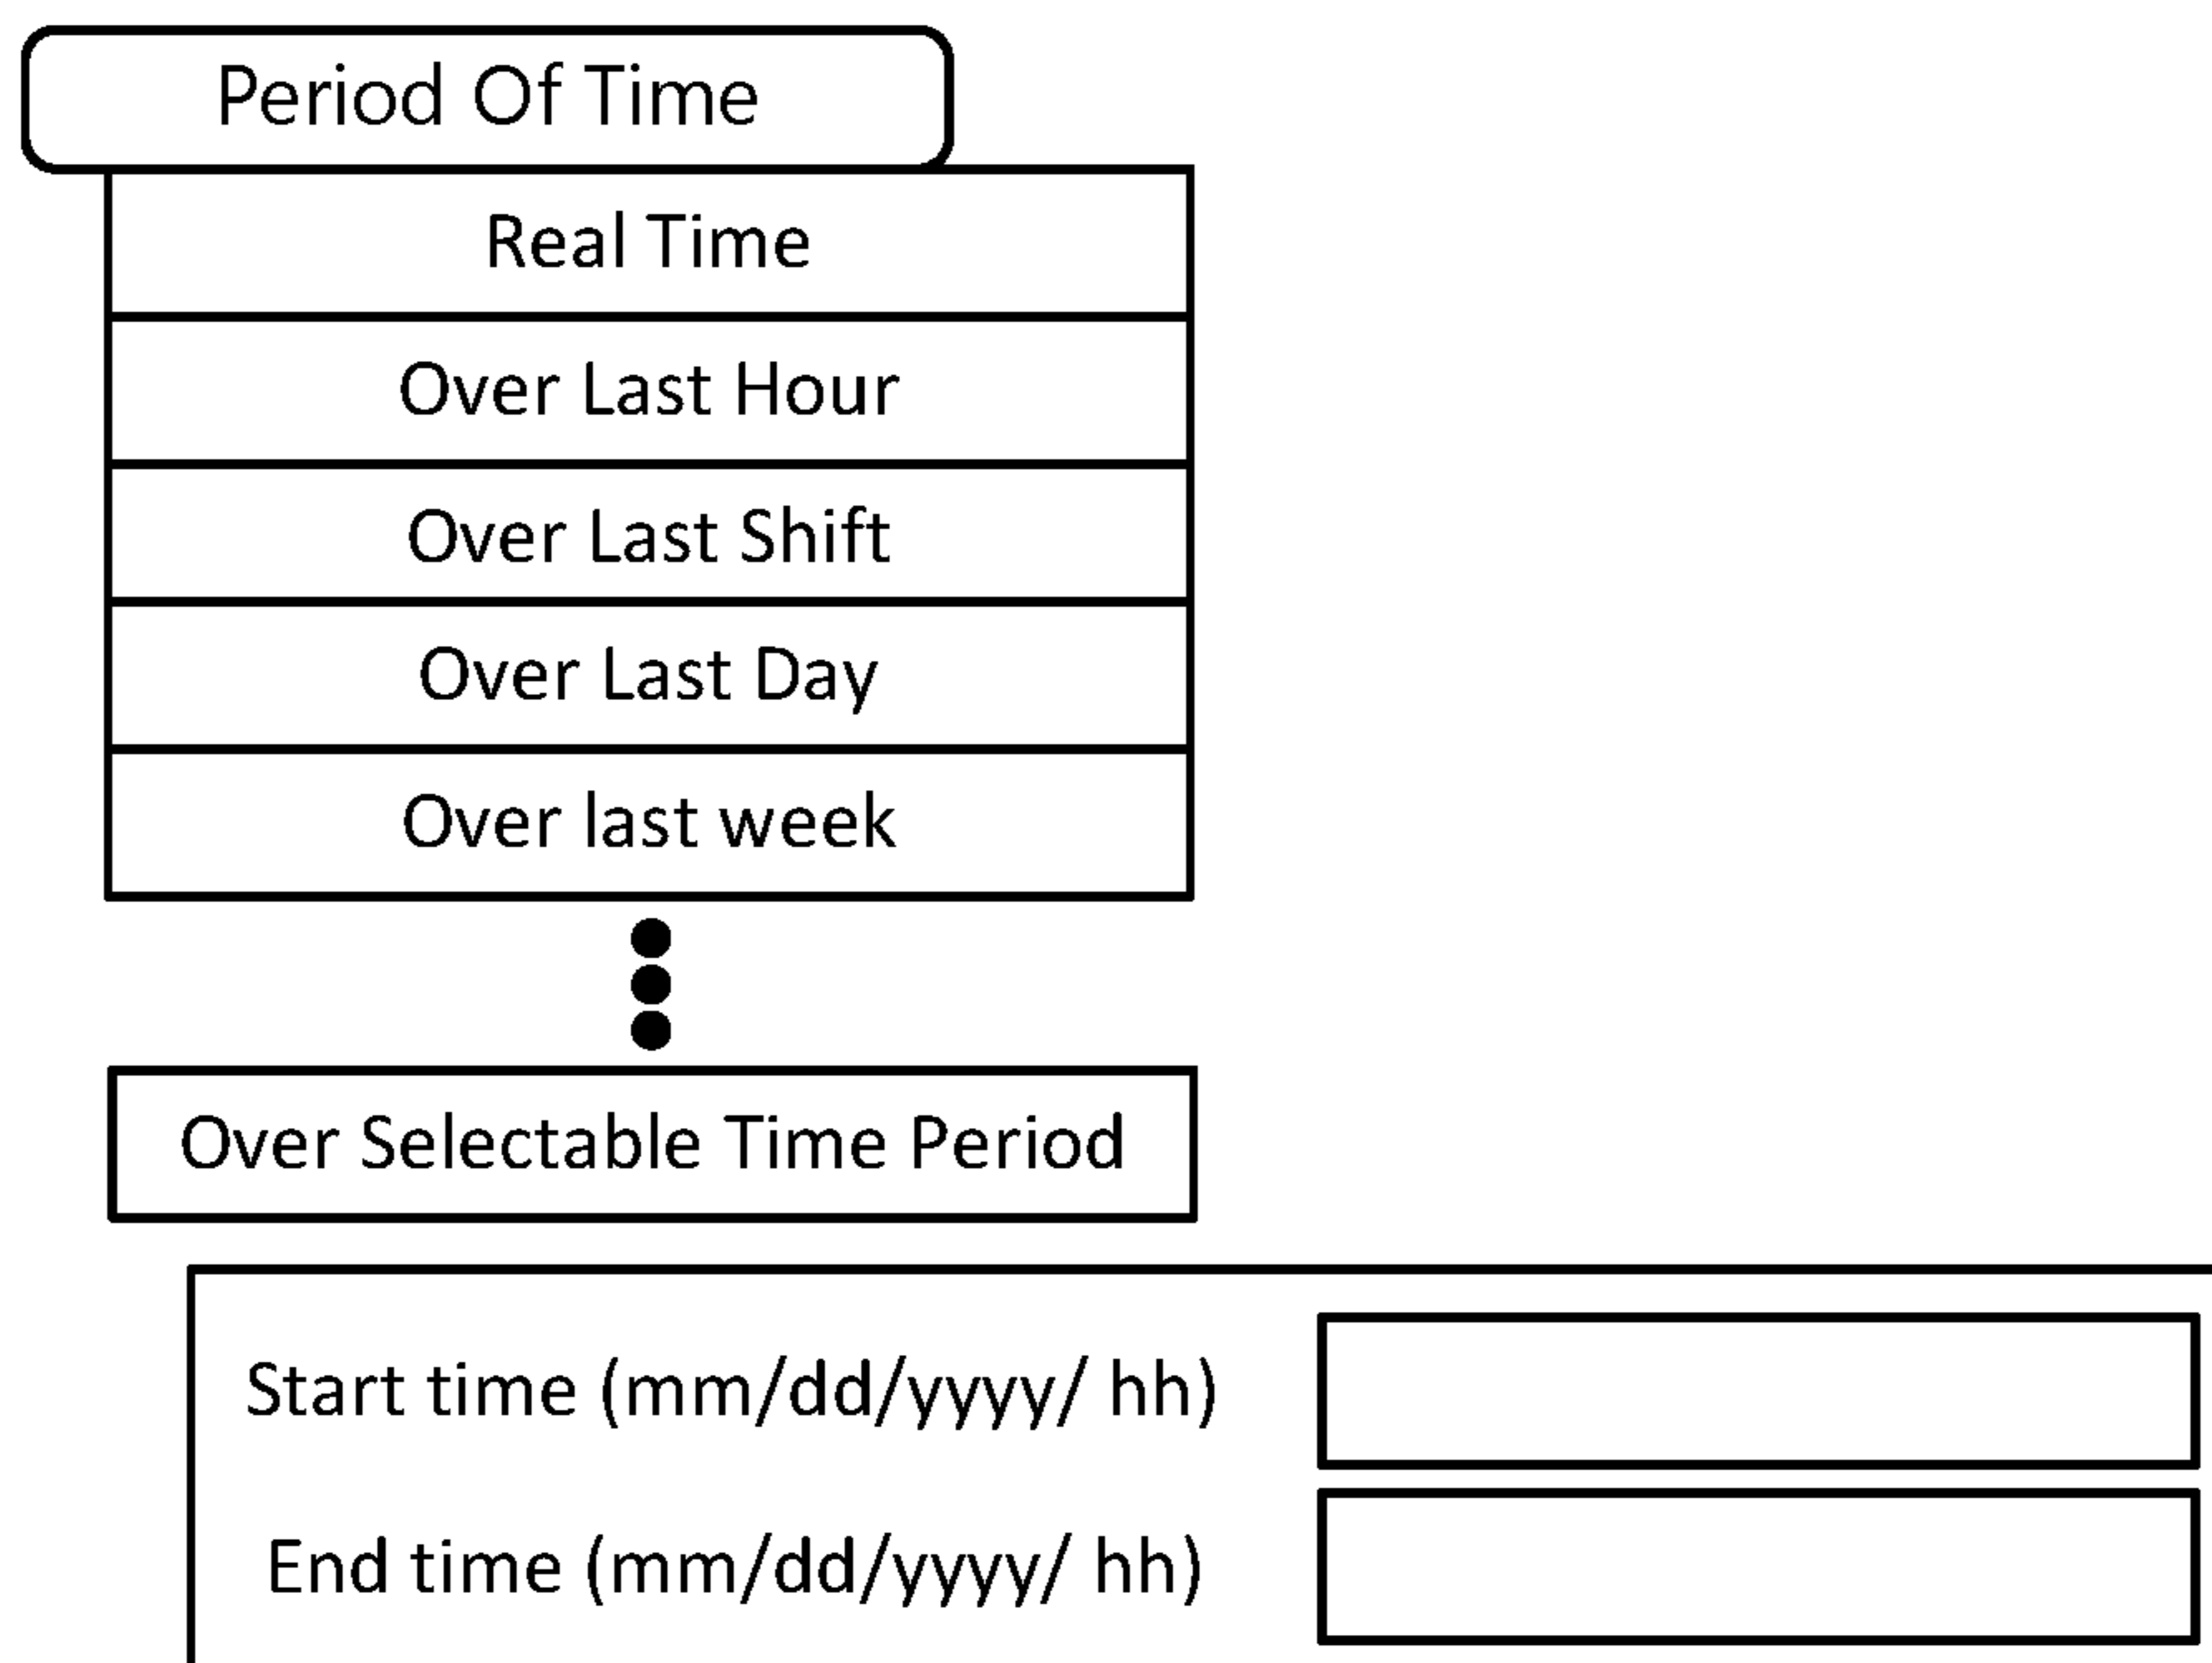 Period Of Time
Real Time
Over Last Hour
Over Last Shift
Over Last Day
Over last week
Over Selectable Time Period
Start time (mm/dd/yyyy/ hh)
End time (mm/dd/yyyy/ hh)